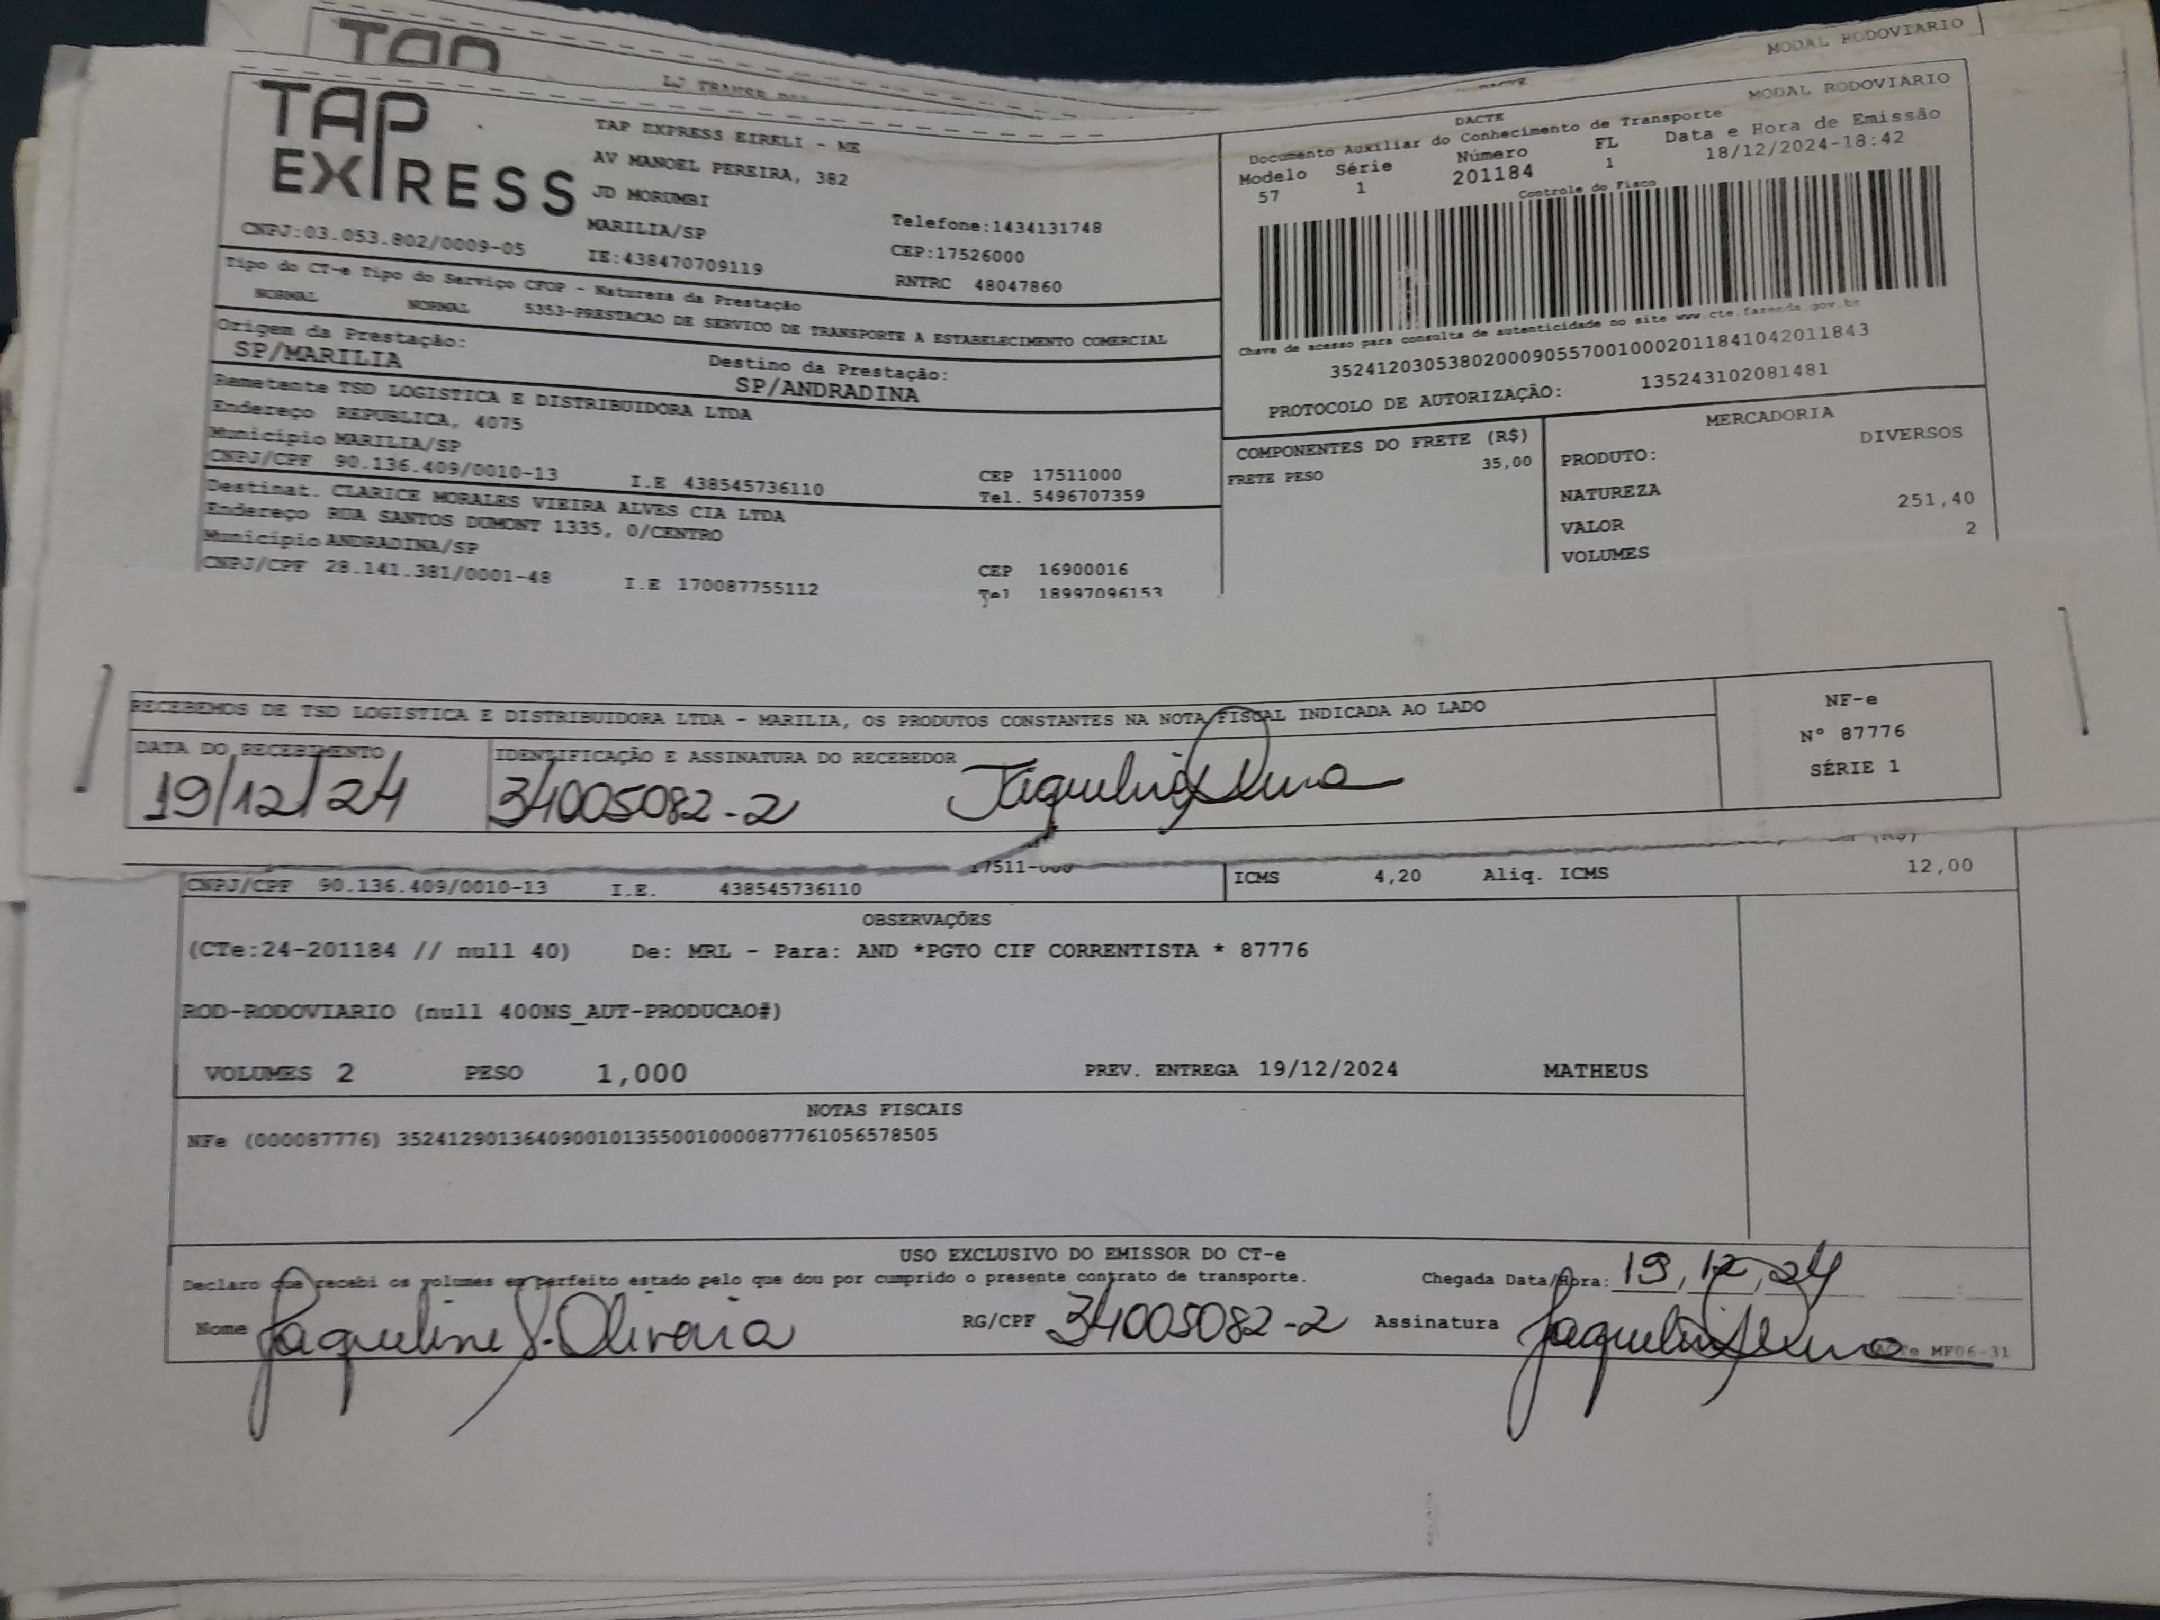 MODAL RODOVIARIO
TAP EXPRESS
TAP EXPRESS EIRELI - ME
AV MANOEL PEREIRA, 382
JD MORUMBI
MARILIA/SP
Telefone:1434131748
CNPJ:03.053.802/0009-05
IE:438470709119
CEP:17526000
RNTRC 48047860
MODAL RODOVIARIO
DACTE
Documento Auxiliar do Conhecimento de Transporte
Modelo Série Número FL Data e Hora de Emissão
57 1 201184 1 18/12/2024-18:42
Controle do Fisco
Chave de acesso para consulta de autenticidade no site www.cte.fazenda.gov.br
35241203053802000905570010002011841042011843
PROTOCOLO DE AUTORIZAÇÃO: 135243102081481
Tipo do CT-e Tipo do Serviço CFOP - Natureza da Prestação
NORMAL NORMAL 5353-PRESTACAO DE SERVICO DE TRANSPORTE A ESTABELECIMENTO COMERCIAL
Origem da Prestação: Destino da Prestação:
SP/MARILIA SP/ANDRADINA
Remetente TSD LOGISTICA E DISTRIBUIDORA LTDA
Endereço REPUBLICA, 4075
Município MARILIA/SP
CNPJ/CPF 90.136.409/0010-13 I.E 438545736110
CEP 17511000
Tel. 5496707359
Destinat. CLARICE MORALES VIEIRA ALVES CIA LTDA
Endereço RUA SANTOS DUMONT 1335, 0/CENTRO
Município ANDRADINA/SP
CNPJ/CPF 28.141.381/0001-48 I.E 170087755112
CEP 16900016
Tel 18997096153
COMPONENTES DO FRETE (R$)
FRETE PESO 35,00
MERCADORIA
PRODUTO: DIVERSOS
NATUREZA
VALOR 251,40
VOLUMES 2
RECEBEMOS DE TSD LOGISTICA E DISTRIBUIDORA LTDA - MARILIA, OS PRODUTOS CONSTANTES NA NOTA FISCAL INDICADA AO LADO
DATA DO RECEBIMENTO
19/12/24
IDENTIFICAÇÃO E ASSINATURA DO RECEBEDOR
34005082-2
NF-e
Nº 87776
SÉRIE 1
CNPJ/CPF 90.136.409/0010-13 I.E. 438545736110
ICMS 4,20 Aliq. ICMS 12,00
OBSERVAÇÕES
(CTe:24-201184 // null 40) De: MRL - Para: AND *PGTO CIF CORRENTISTA * 87776
ROD-RODOVIARIO (null 400NS_AUT-PRODUCAO#)
VOLUMES 2 PESO 1,000 PREV. ENTREGA 19/12/2024 MATHEUS
NOTAS FISCAIS
NFe (000087776) 35241290136409001013550010000877761056578505
USO EXCLUSIVO DO EMISSOR DO CT-e
Declaro que recebi os volumes em perfeito estado pelo que dou por cumprido o presente contrato de transporte. Chegada Data/Hora: 19, 12, 24
Nome Jaqueline S. Oliveira RG/CPF 34005082-2 Assinatura
MF06-31